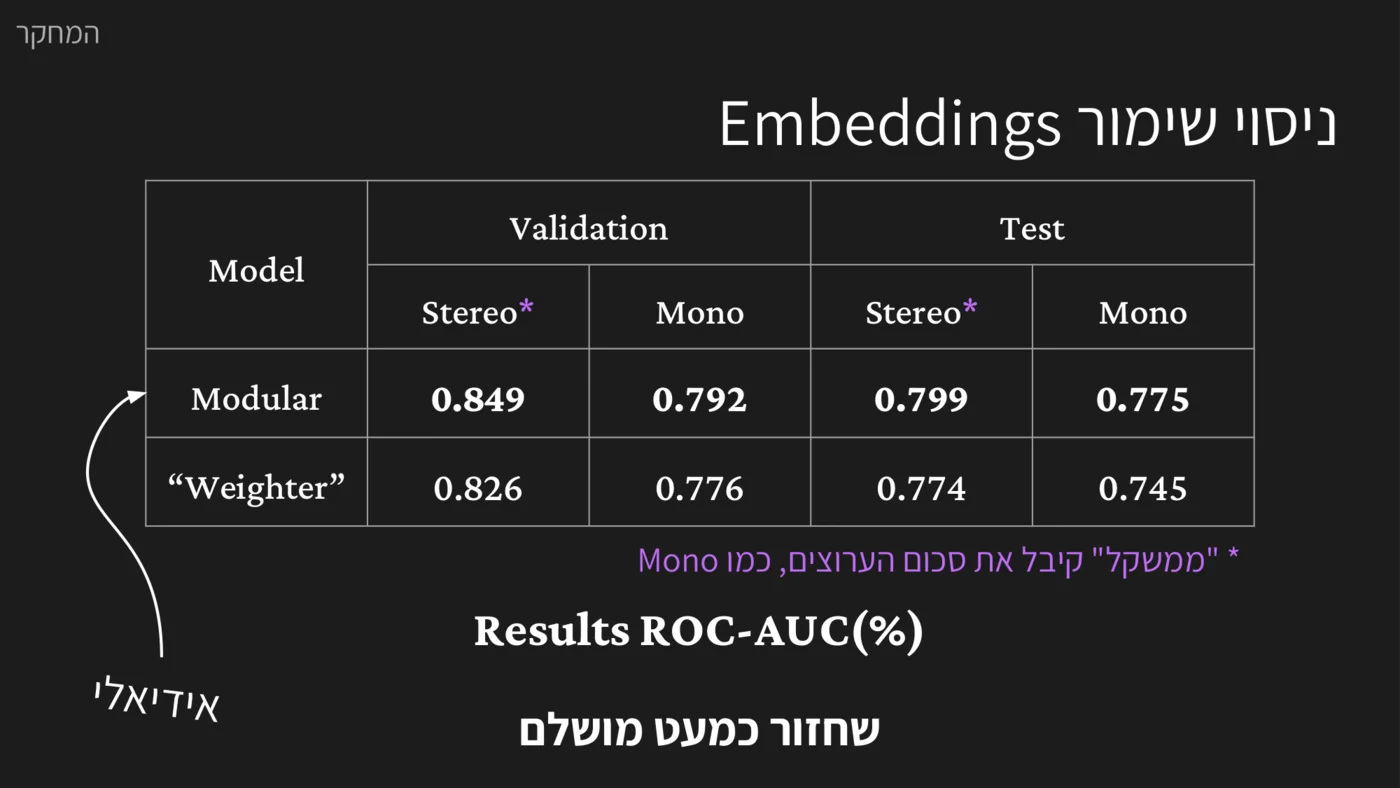 המחקר
ניסוי שימור Embeddings
Model Validation Test
Stereo* Mono Stereo* Mono
Modular 0.849 0.792 0.799 0.775
“Weighter” 0.826 0.776 0.774 0.745
* "ממשקל" קיבל את סכום הערוצים, כמו Mono
Results ROC-AUC(%)
אידיאלי
שחזור כמעט מושלם